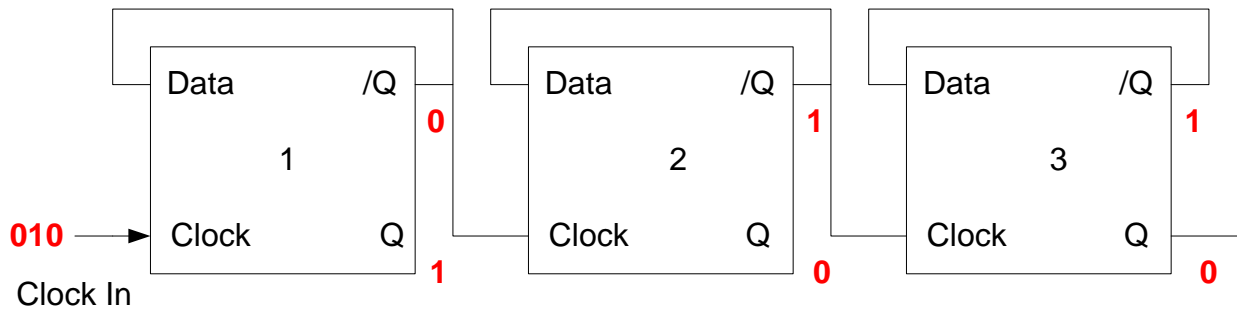 Data /Q Data /Q Data /Q
0 1 1
1 2 3
010 Clock Q Clock Q Clock Q
1 0 0
Clock In